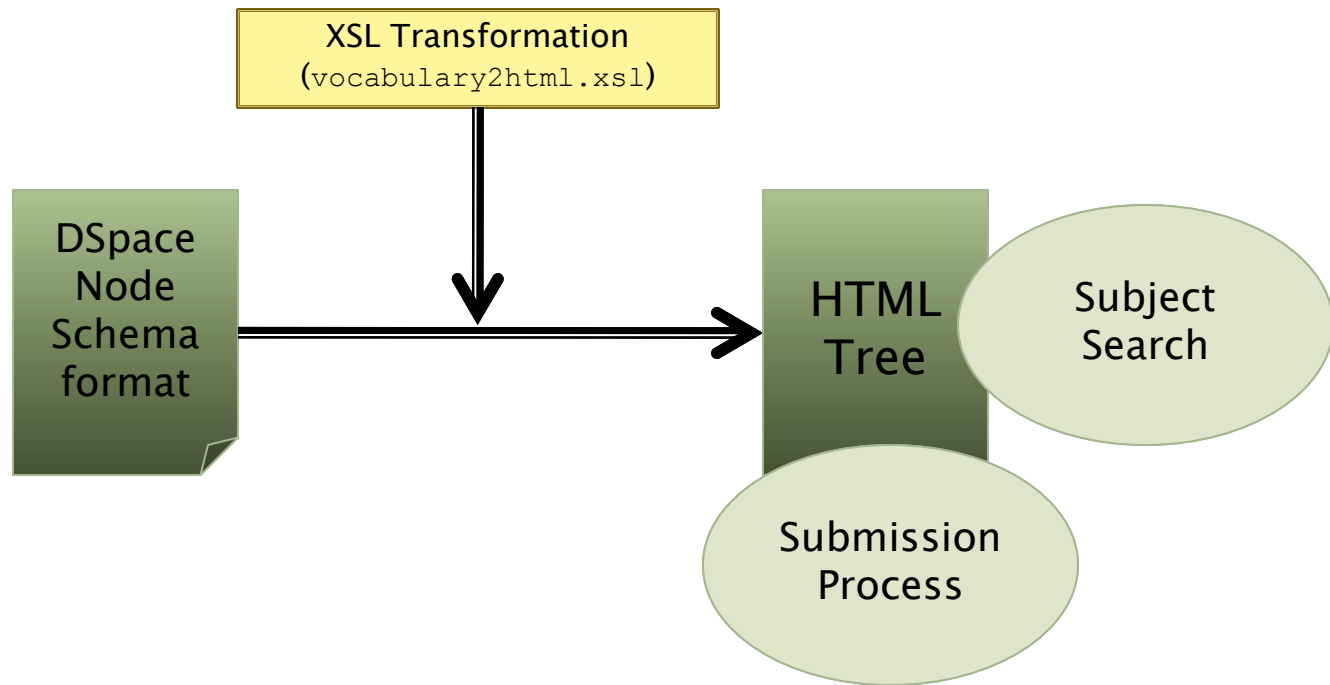 XSL Transformation
(vocabulary2html.xsl)
DSpace
Node
Schema
format
HTML
Tree
Subject
Search
Submission
Process